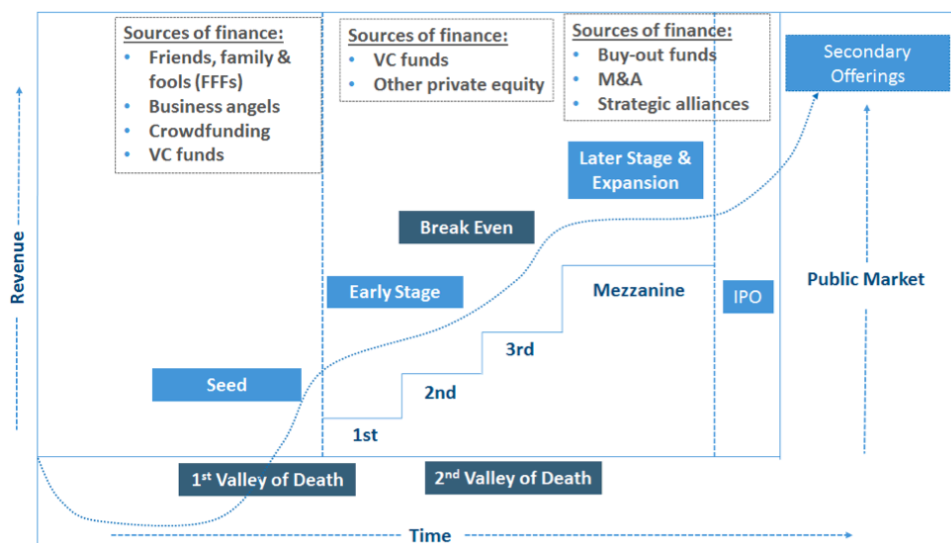 Sources of finance:
• Friends, family &
fools (FFFs)
• Business angels
• Crowdfunding
• VC funds
Sources of finance:
• VC funds
• Other private equity
Sources of finance:
• Buy-out funds
• M&A
• Strategic alliances
Secondary
Offerings
Later Stage &
Expansion
Break Even
Revenue
Early Stage
Mezzanine
IPO
Public Market
3rd
Seed
2nd
1st
1st Valley of Death
2nd Valley of Death
Time